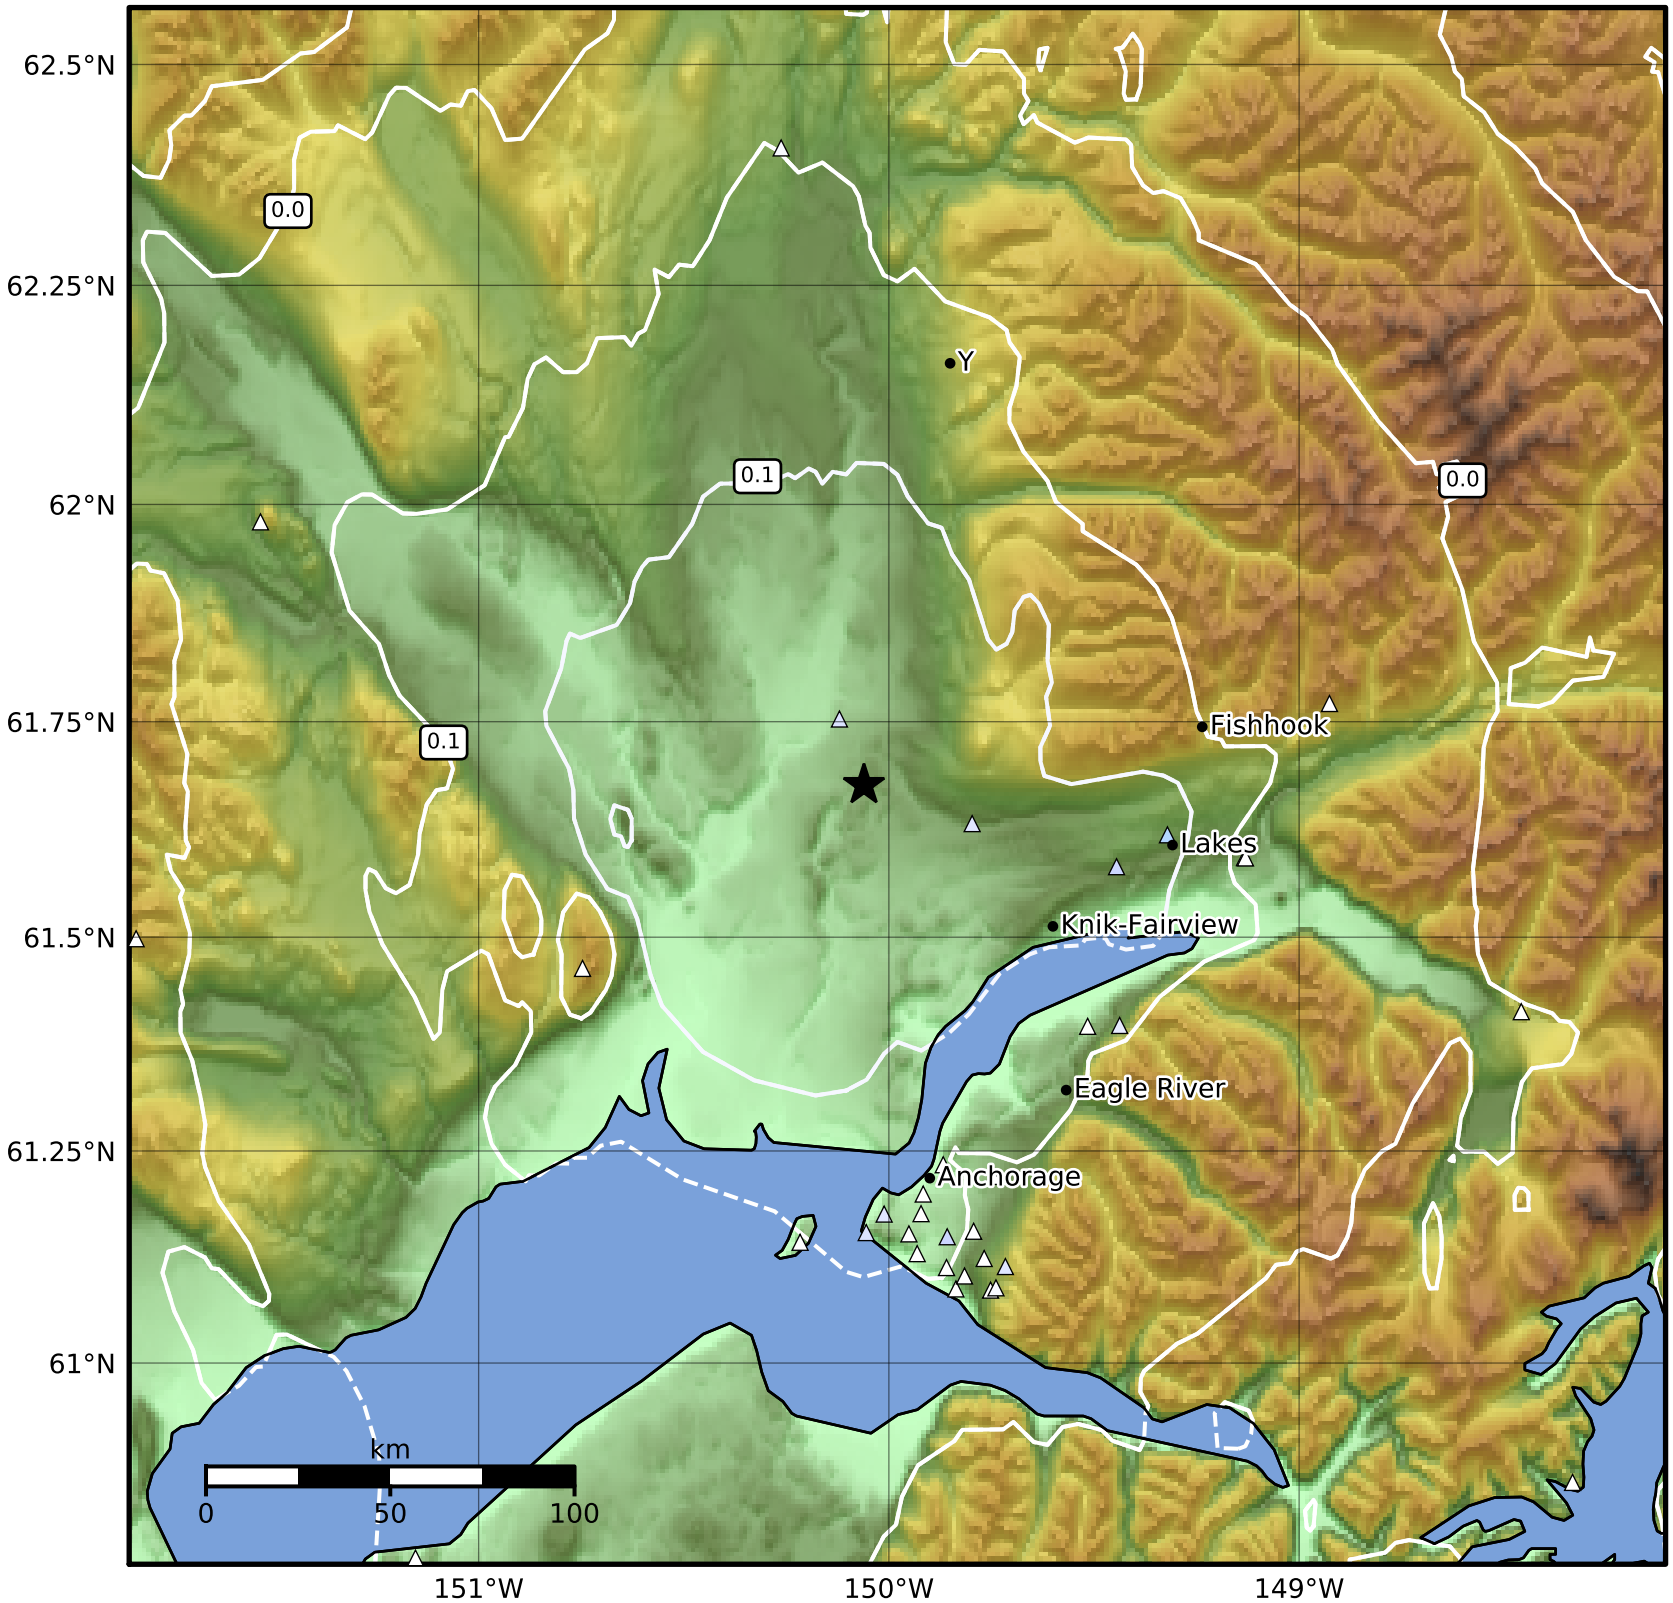 62.5°N
0.0
62.25°N
Y
0.1
0.0
62°N
61.75°N
Fishhook
0.1
Lakes
61.5°N
Knik-Fairview
Eagle River
61.25°N
Anchorage
61°N
km
0 50 100
151°W 150°W 149°W